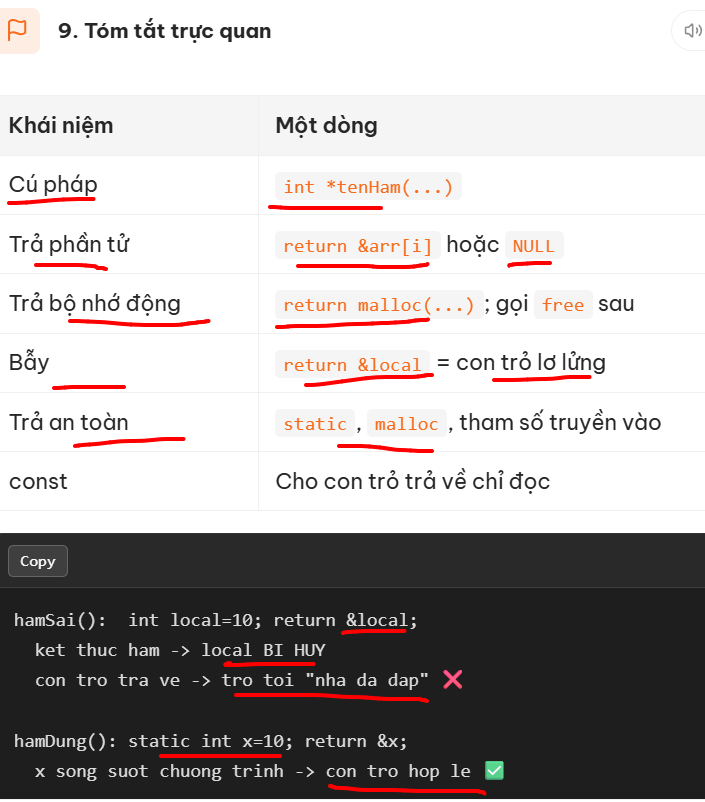 9. Tóm tắt trực quan
Khái niệm Một dòng
Cú pháp int *tenHam(...)
Trả phần tử return &arr[i] hoặc NULL
Trả bộ nhớ động return malloc(...) ; gọi free sau
Bẫy return &local = con trỏ lơ lửng
Trả an toàn static , malloc , tham số truyền vào
const Cho con trỏ trả về chỉ đọc
Copy
hamSai():  int local=10; return &local;
  ket thuc ham -> local BI HUY
  con tro tra ve -> tro toi "nha da dap" ❌
hamDung(): static int x=10; return &x;
  x song suot chuong trinh -> con tro hop le ✅